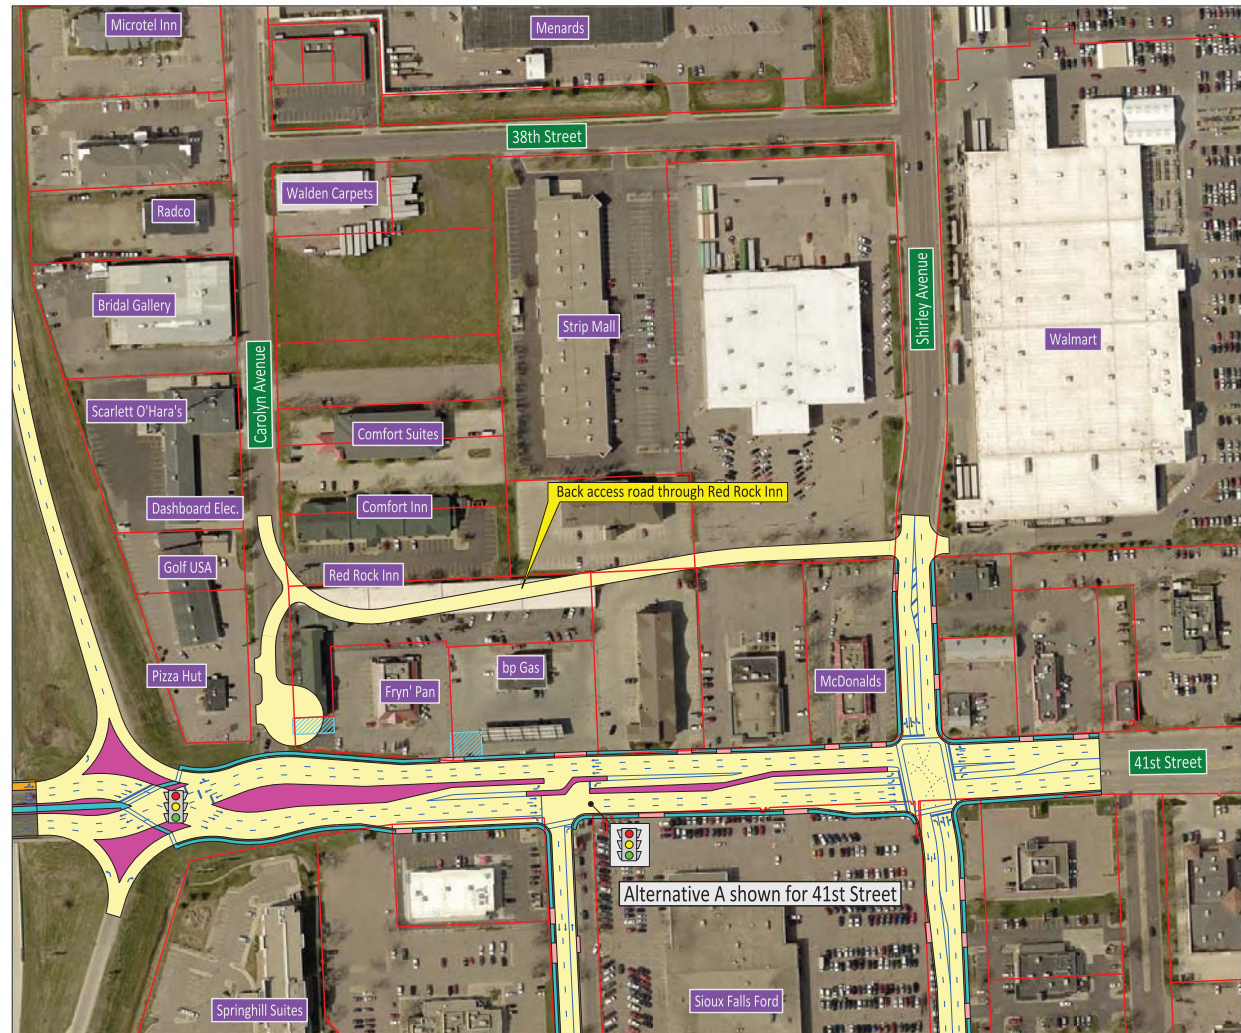 Microtel Inn
Menards
38th Street
Walden Carpets
Radco
Bridal Gallery
Strip Mall
Shirley Avenue
Walmart
Carolyn Avenue
Scarlett O'Hara's
Comfort Suites
Back access road through Red Rock Inn
Dashboard Elec.
Comfort Inn
Golf USA
Red Rock Inn
Pizza Hut
Fryn' Pan
bp Gas
McDonalds
41st Street
Alternative A shown for 41st Street
Springhill Suites
Sioux Falls Ford